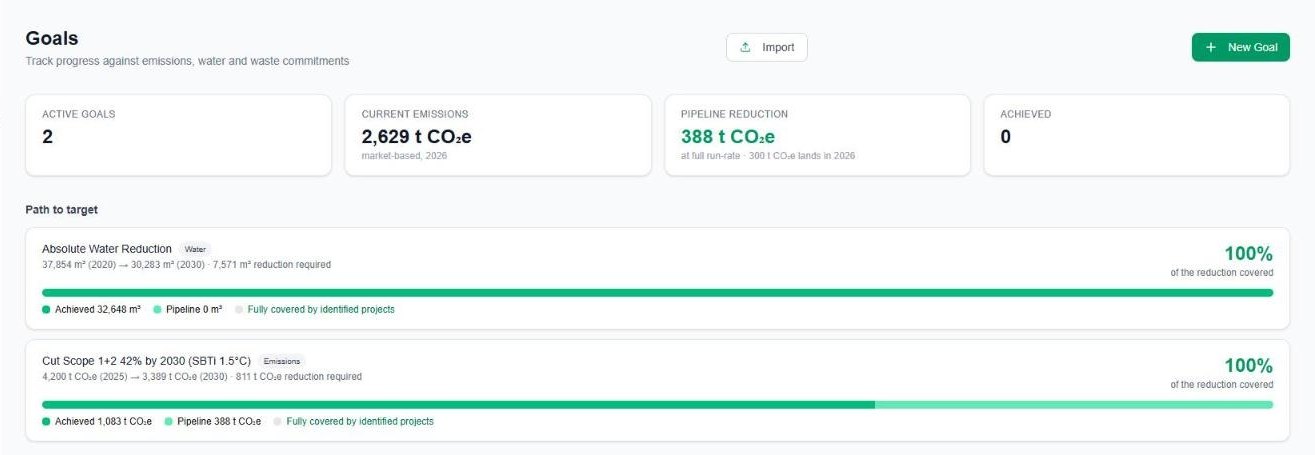 Goals
Track progress against emissions, water and waste commitments
Import
New Goal
ACTIVE GOALS
2
CURRENT EMISSIONS
2,629 t CO₂e
market-based, 2026
PIPELINE REDUCTION
388 t CO₂e
at full run-rate · 300 t CO₂e lands in 2026
ACHIEVED
0
Path to target
Absolute Water Reduction Water
37,854 m³ (2020) → 30,283 m³ (2030) · 7,571 m³ reduction required
100%
of the reduction covered
Achieved 32,648 m³ Pipeline 0 m³ Fully covered by identified projects
Cut Scope 1+2 42% by 2030 (SBTi 1.5°C) Emissions
4,200 t CO₂e (2025) → 3,389 t CO₂e (2030) · 811 t CO₂e reduction required
100%
of the reduction covered
Achieved 1,083 t CO₂e Pipeline 388 t CO₂e Fully covered by identified projects